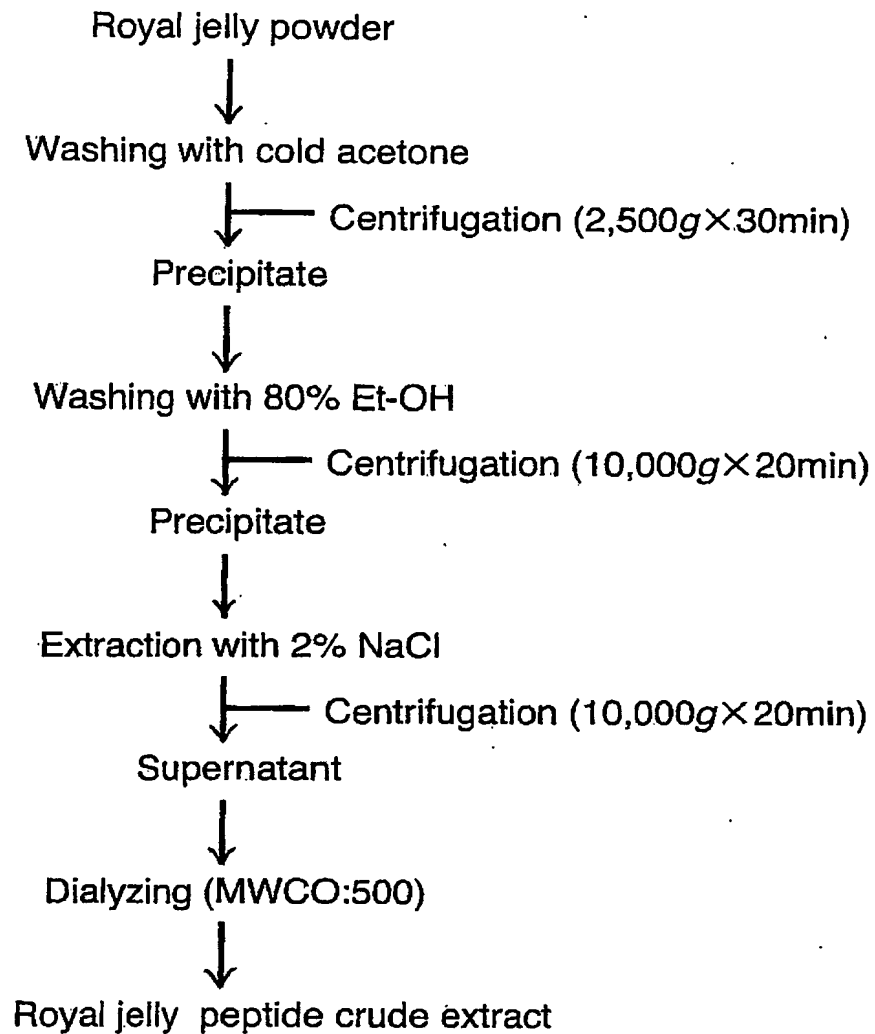 Royal jelly powder
Washing with cold acetone
Centrifugation (2,500g×30min)
Precipitate
Washing with 80% Et-OH
Centrifugation (10,000g×20min)
Precipitate
Extraction with 2% NaCl
Centrifugation (10,000g×20min)
Supernatant
Dialyzing (MWCO:500)
Royal jelly peptide crude extract